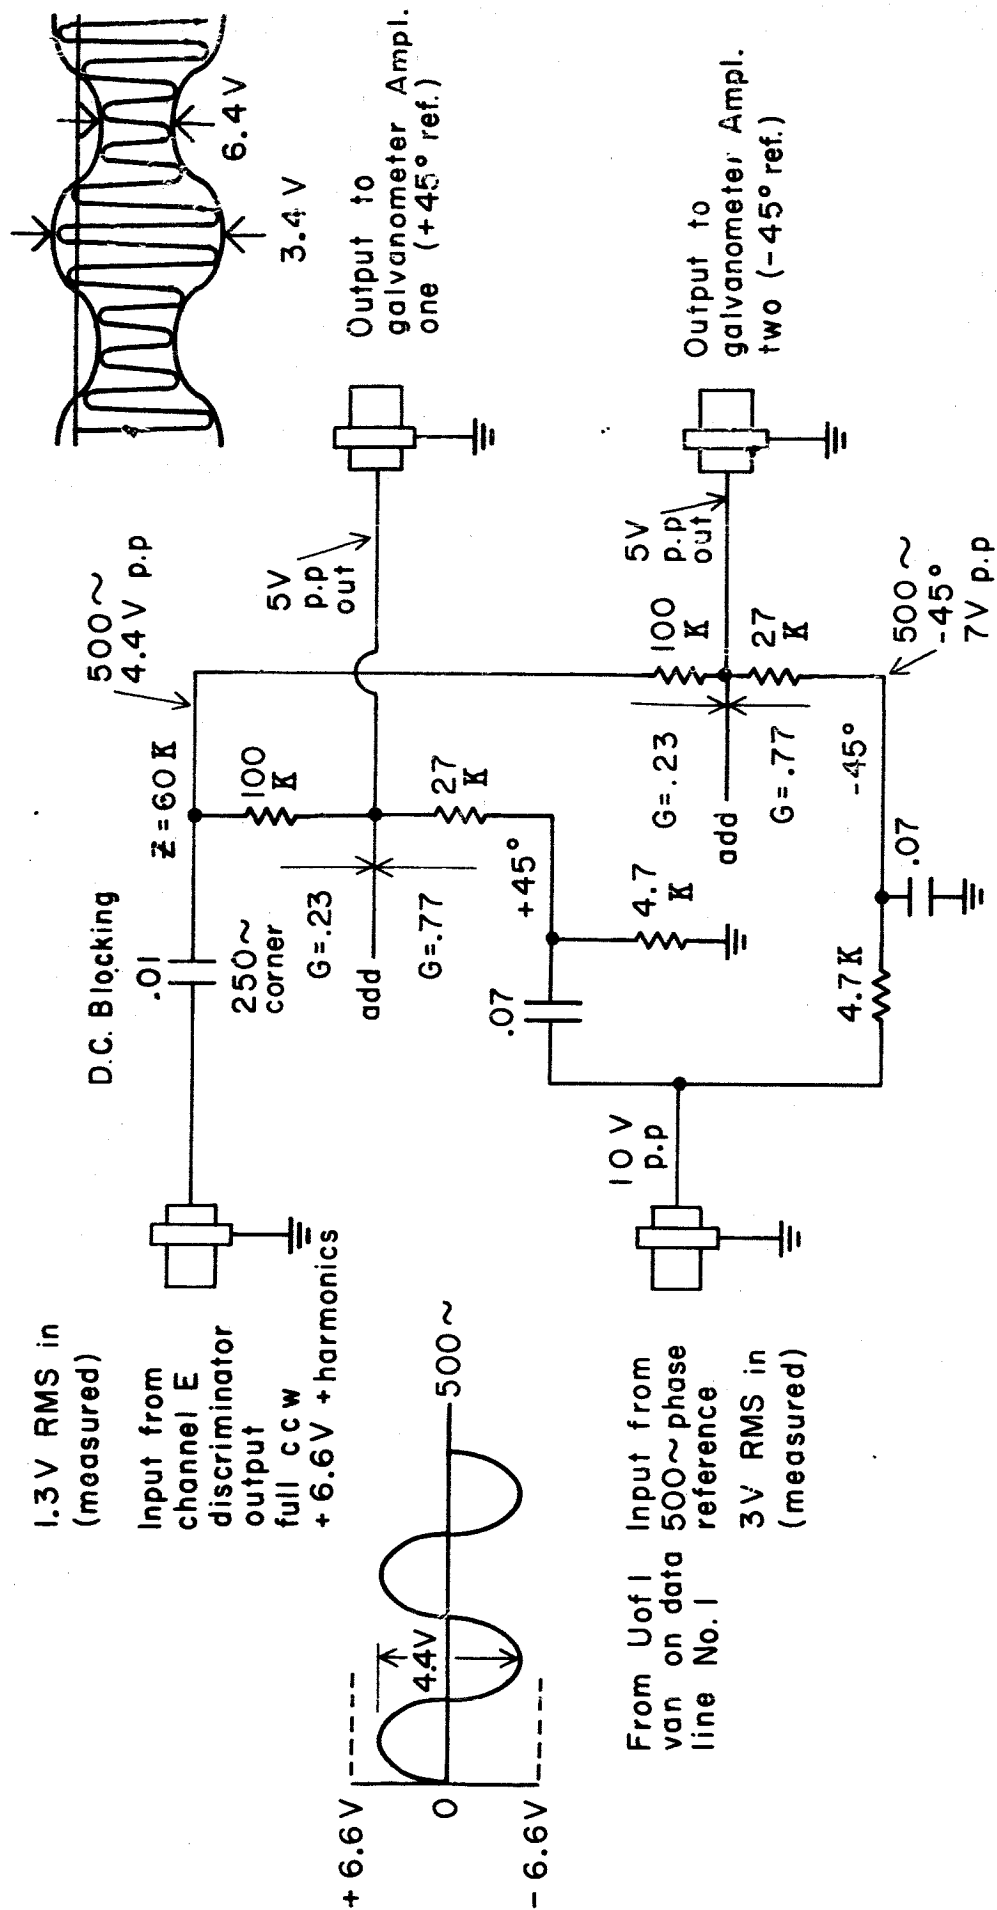 1.3V RMS in
(measured)
Input from
channel E
discriminator
output
full ccw
+ 6.6V + harmonics
D.C. Blocking
.01
250~
corner
Z=60K
500~
4.4V p.p
100
K
G=.23
add
G=.77
27
K
5V
p.p
out
Output to
galvanometer Ampl.
one (+45° ref.)
3.4 V
6.4 V
+ 6.6V
0
- 6.6V
4.4V
500~
From U of I
van on data
line No. 1
Input from
500~ phase
reference
3V RMS in
(measured)
10 V
p.p
.07
+45°
4.7
K
4.7K
.07
-45°
G=.23
add
G=.77
100
K
27
K
5V
p.p
out
500~
-45°
7V p.p
Output to
galvanometer Ampl.
two (-45° ref.)